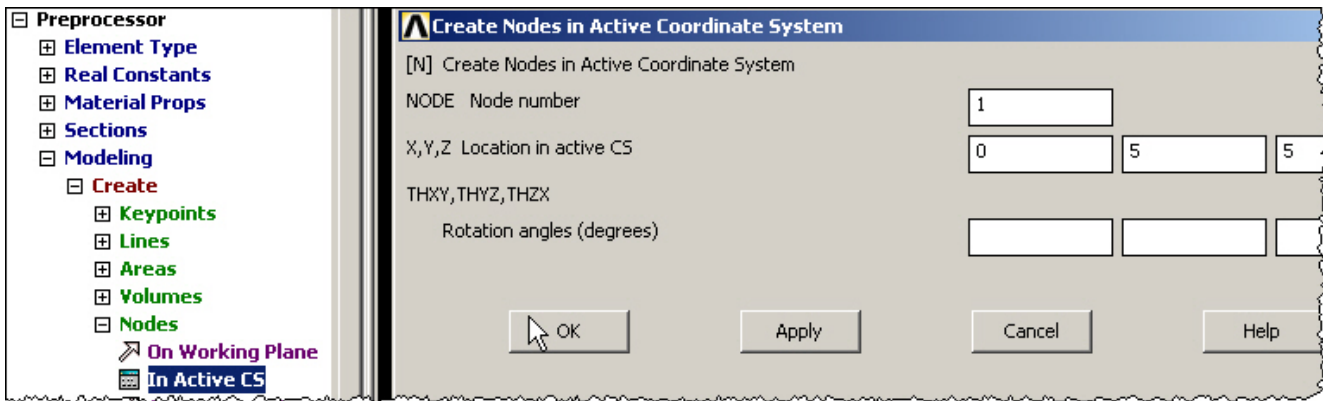 Preprocessor
Element Type
Real Constants
Material Props
Sections
Modeling
Create
Keypoints
Lines
Areas
Volumes
Nodes
On Working Plane
In Active CS
Create Nodes in Active Coordinate System
[N] Create Nodes in Active Coordinate System
NODE Node number 1
X,Y,Z Location in active CS 0 5 5
THXY,THYZ,THZX
Rotation angles (degrees)
OK Apply Cancel Help